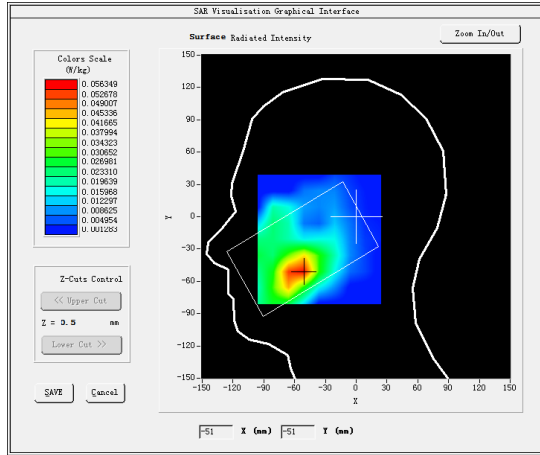 SAR Visualisation Graphical Interface
Surface Radiated Intensity
Zoom In/Out
Colors Scale
(W/kg)
0.056349
0.052678
0.049007
0.045336
0.041665
0.037994
0.034323
0.030652
0.026981
0.023310
0.019639
0.015968
0.012297
0.008625
0.004954
0.001283
Z-Cuts Control
<< Upper Cut
Z = 3.5 mm
Lower Cut >>
SAVE
Cancel
150
120
90
60
30
0
-30
-60
-90
-120
-150
Y
-150 -120 -90 -60 -30 0 30 60 90 120 150
X
-51 X (mm) -51 Y (mm)